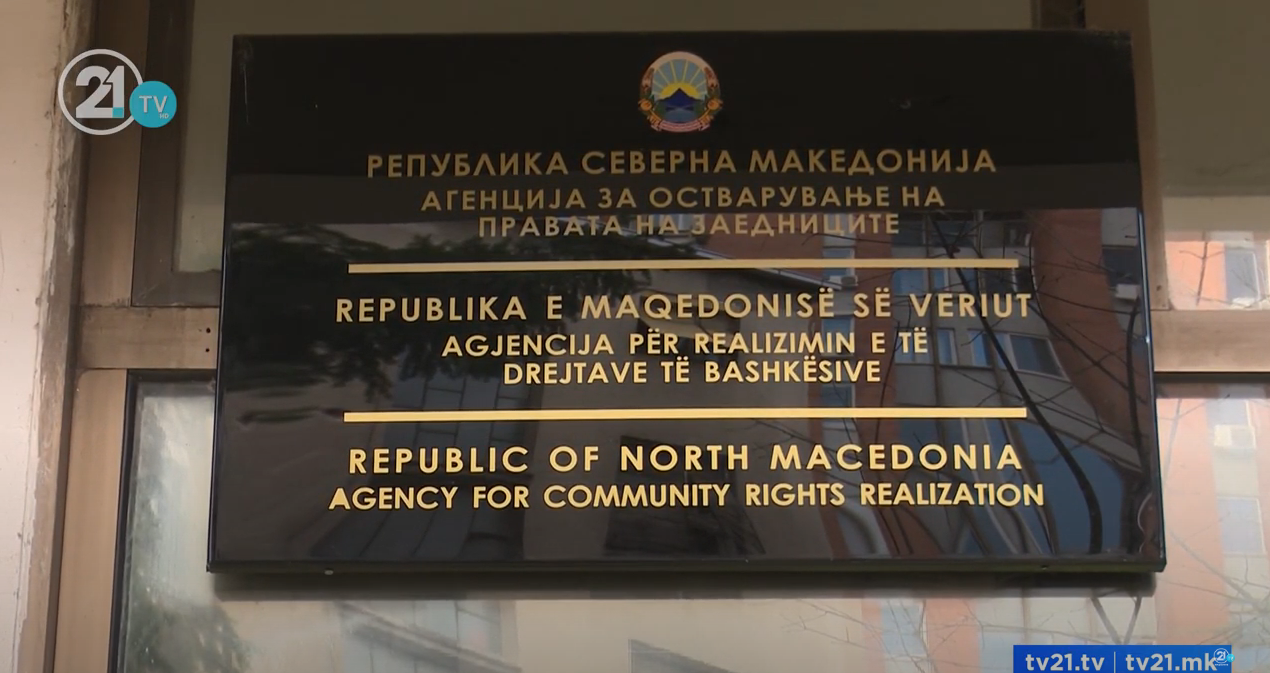 21
TV
РЕПУБЛИКА СЕВЕРНА МАКЕДОНИЈА
АГЕНЦИЈА ЗА ОСТВАРУВАЊЕ НА
ПРАВАТА НА ЗАЕДНИЦИТЕ
REPUBLIKA E MAQEDONISË SË VERIUT
AGJENCIJA PËR REALIZIMIN E TË
DREJTAVE TË BASHKËSIVE
REPUBLIC OF NORTH MACEDONIA
AGENCY FOR COMMUNITY RIGHTS REALIZATION
tv21.tv | tv21.mk
21